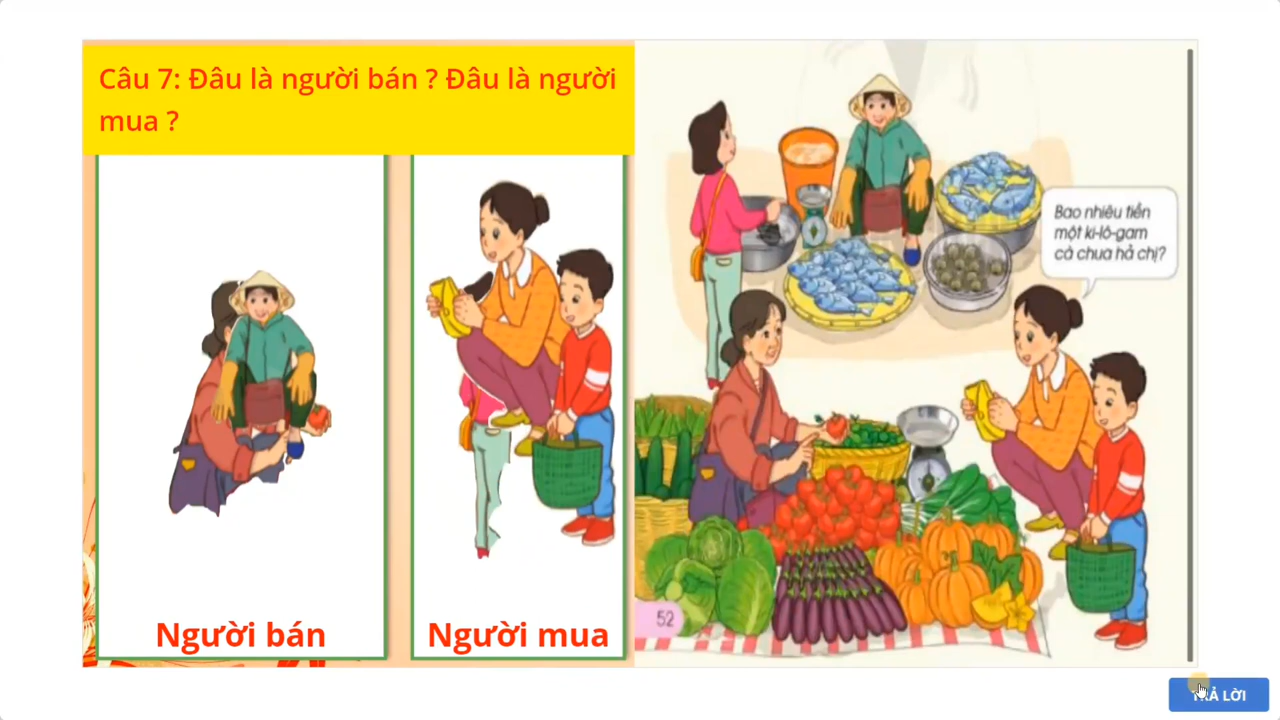 Câu 7: Đâu là người bán ? Đâu là người
mua ?
Người bán
Người mua
Bao nhiêu tiền
một ki-lô-gam
cà chua hả chị?
52
TRẢ LỜI